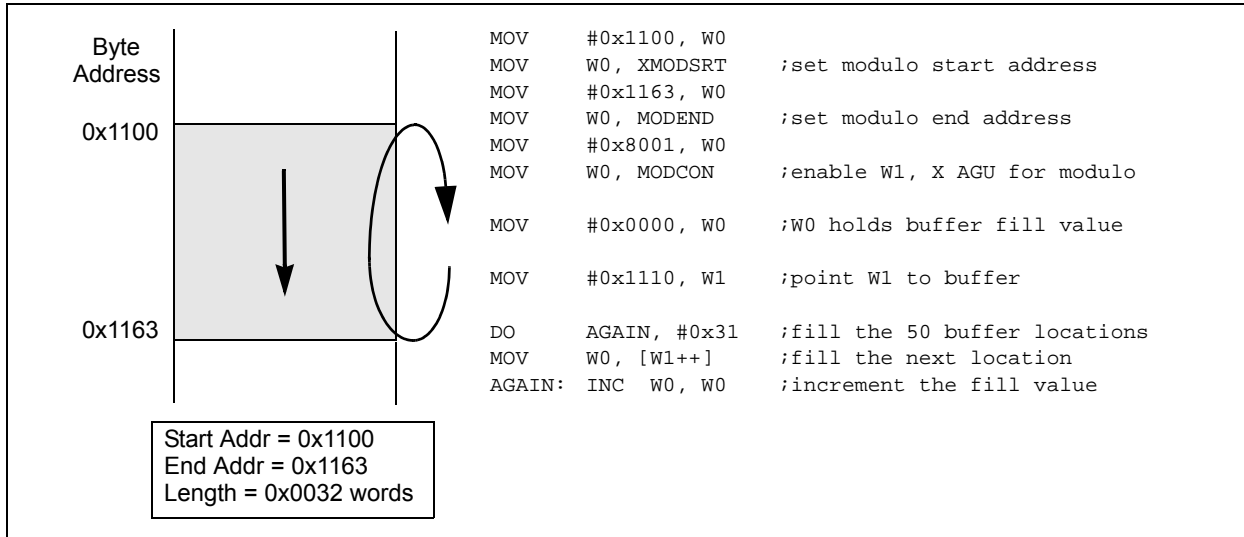 Byte
Address
0x1100
0x1163
Start Addr = 0x1100
End Addr = 0x1163
Length = 0x0032 words
MOV #0x1100, W0
MOV W0, XMODSRT ;set modulo start address
MOV #0x1163, W0
MOV W0, MODEND ;set modulo end address
MOV #0x8001, W0
MOV W0, MODCON ;enable W1, X AGU for modulo
MOV #0x0000, W0 ;W0 holds buffer fill value
MOV #0x1110, W1 ;point W1 to buffer
DO AGAIN, #0x31 ;fill the 50 buffer locations
MOV W0, [W1++] ;fill the next location
AGAIN: INC W0, W0 ;increment the fill value